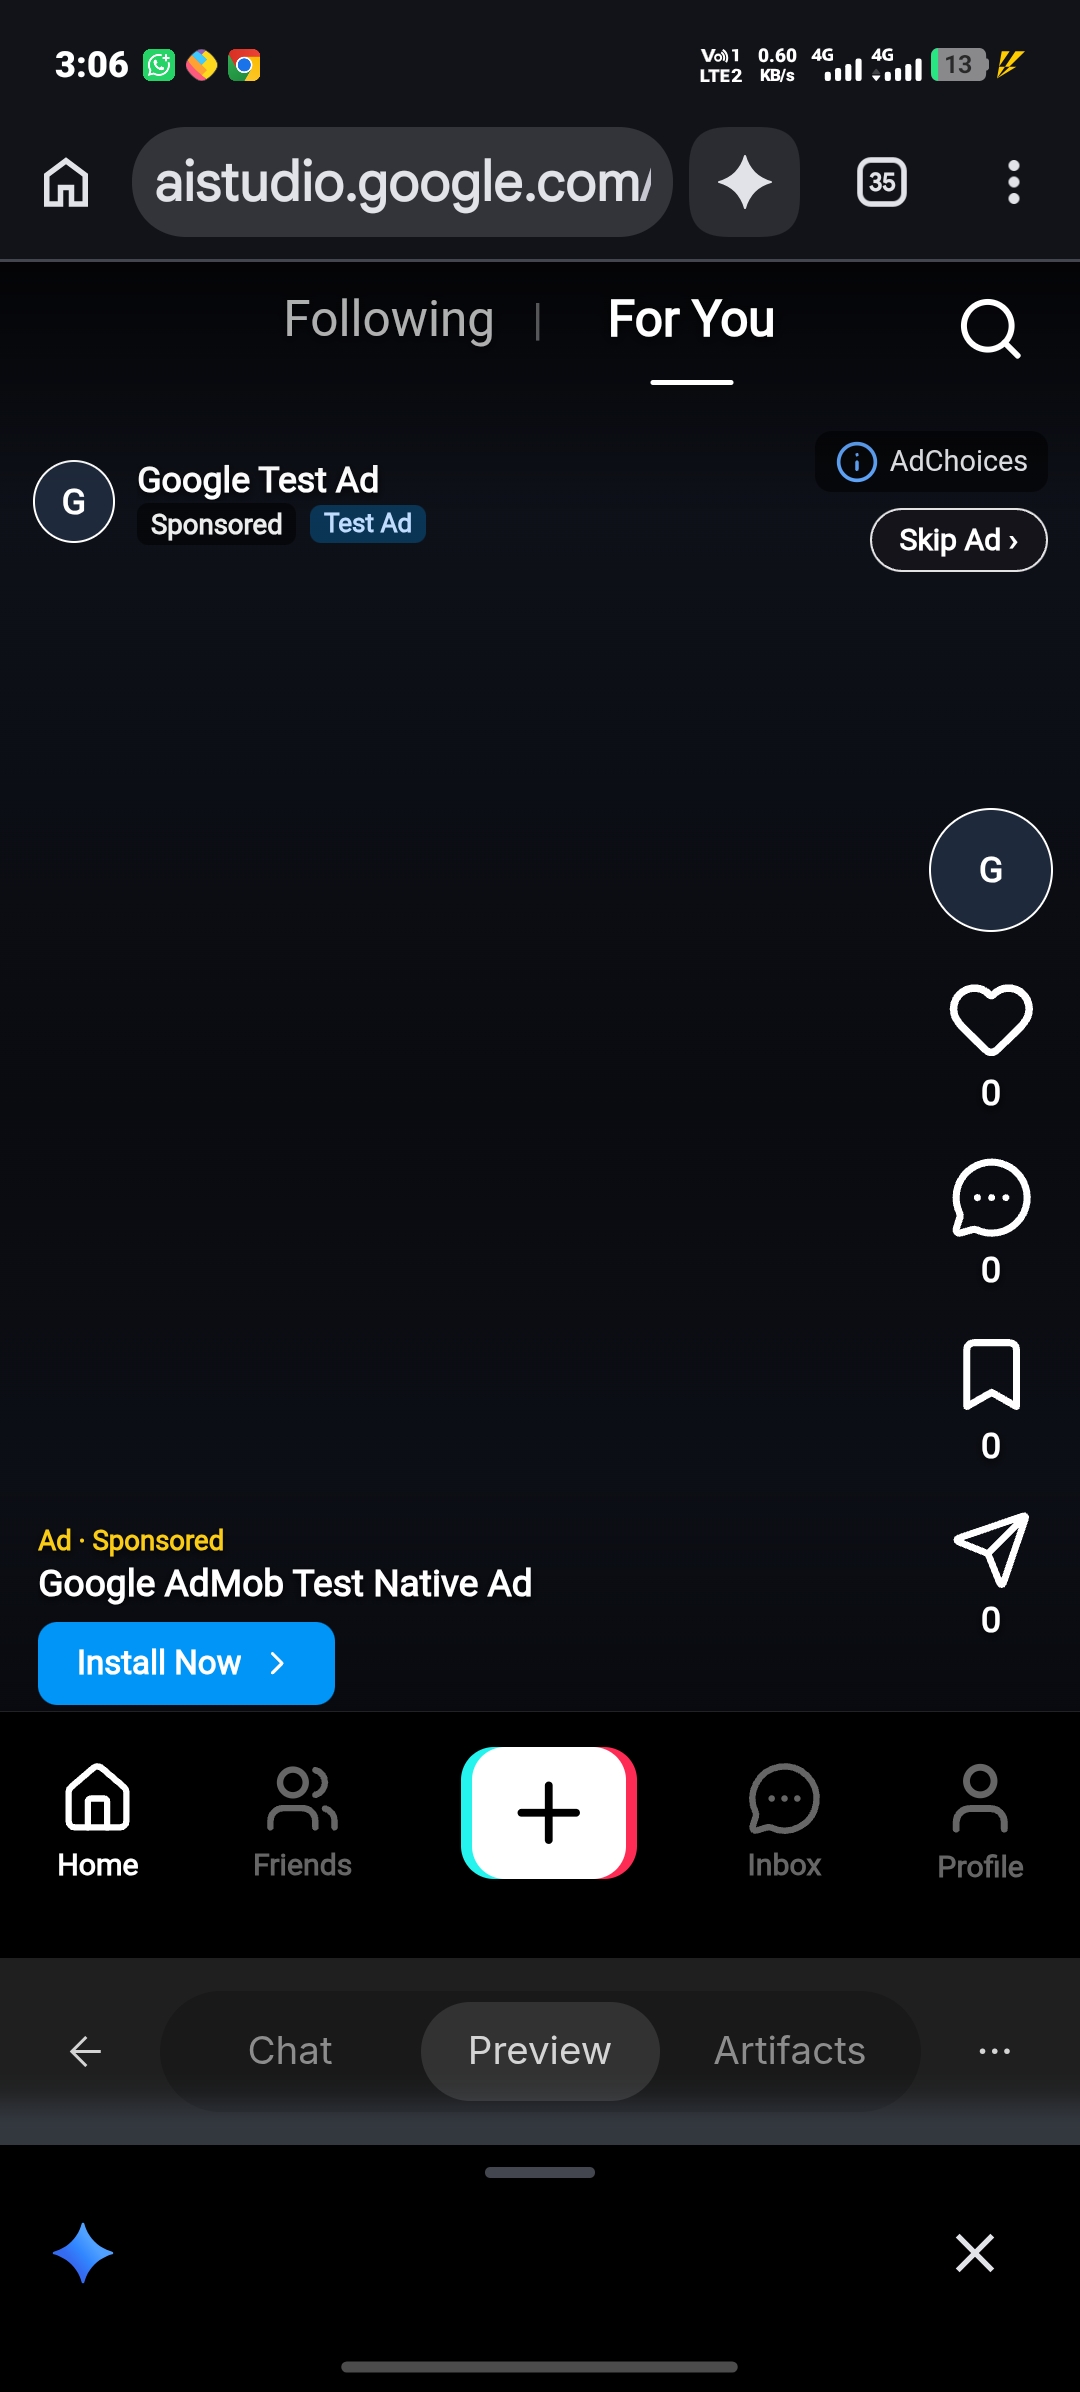 3:06
Vo)) 1
LTE2
0.60
KB/s
4G
4G
13
aistudio.google.com/
35
Following | For You
AdChoices
G
Google Test Ad
Sponsored Test Ad
Skip Ad ›
G
0
0
0
Ad · Sponsored
Google AdMob Test Native Ad
0
Install Now
Home
Friends
Inbox
Profile
Chat
Preview
Artifacts